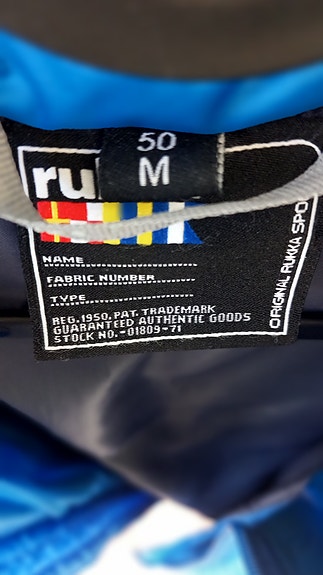 50
M
ru
NAME
FABRIC NUMBER
TYPE
REG. 1950. PAT. TRADEMARK
GUARANTEED AUTHENTIC GOODS
STOCK NO.-01809-71
ORIGINAL RUKKA SPO